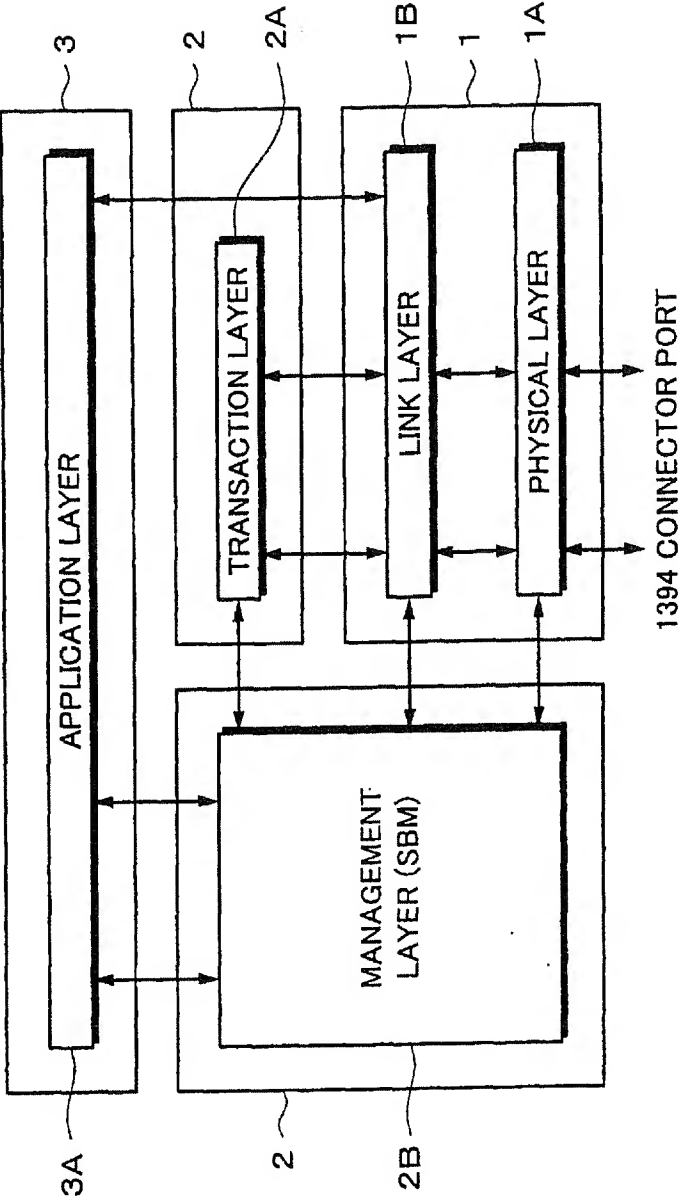 3A
APPLICATION LAYER
3
2
TRANSACTION LAYER
2
2A
2B
MANAGEMENT
LAYER (SBM)
LINK LAYER
1B
1
PHYSICAL LAYER
1A
1394 CONNECTOR PORT